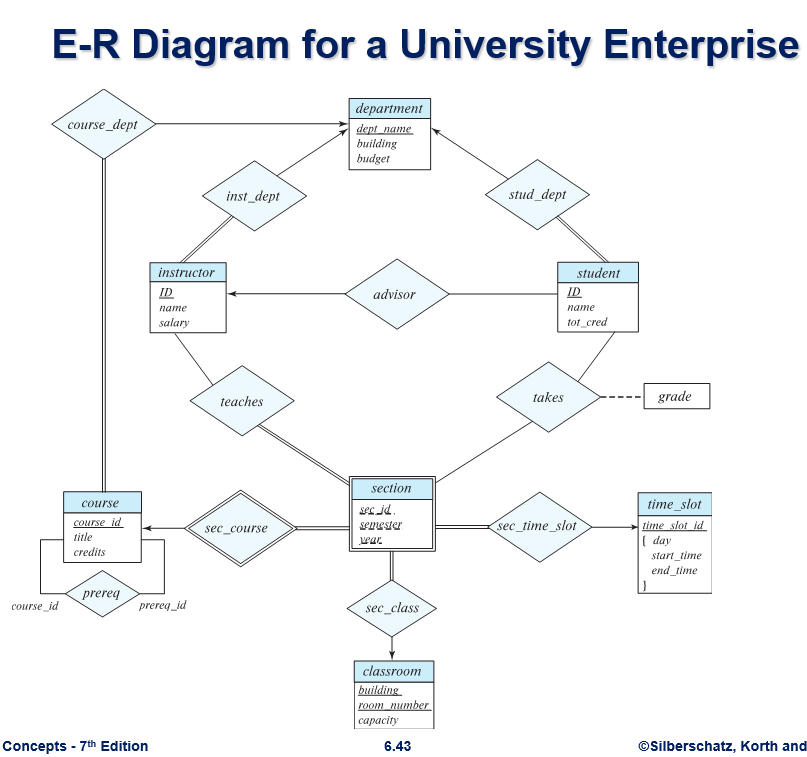 E-R Diagram for a University Enterprise
course_dept
department
dept_name
building
budget
inst_dept
stud_dept
instructor
ID
name
salary
advisor
student
ID
name
tot_cred
teaches
takes
grade
course
course_id
title
credits
sec_course
section
sec_id
semester
year
sec_time_slot
time_slot
time_slot_id
{ day
start_time
end_time
}
prereq
course_id
prereq_id
sec_class
classroom
building
room_number
capacity
Concepts - 7th Edition
6.43
©Silberschatz, Korth and